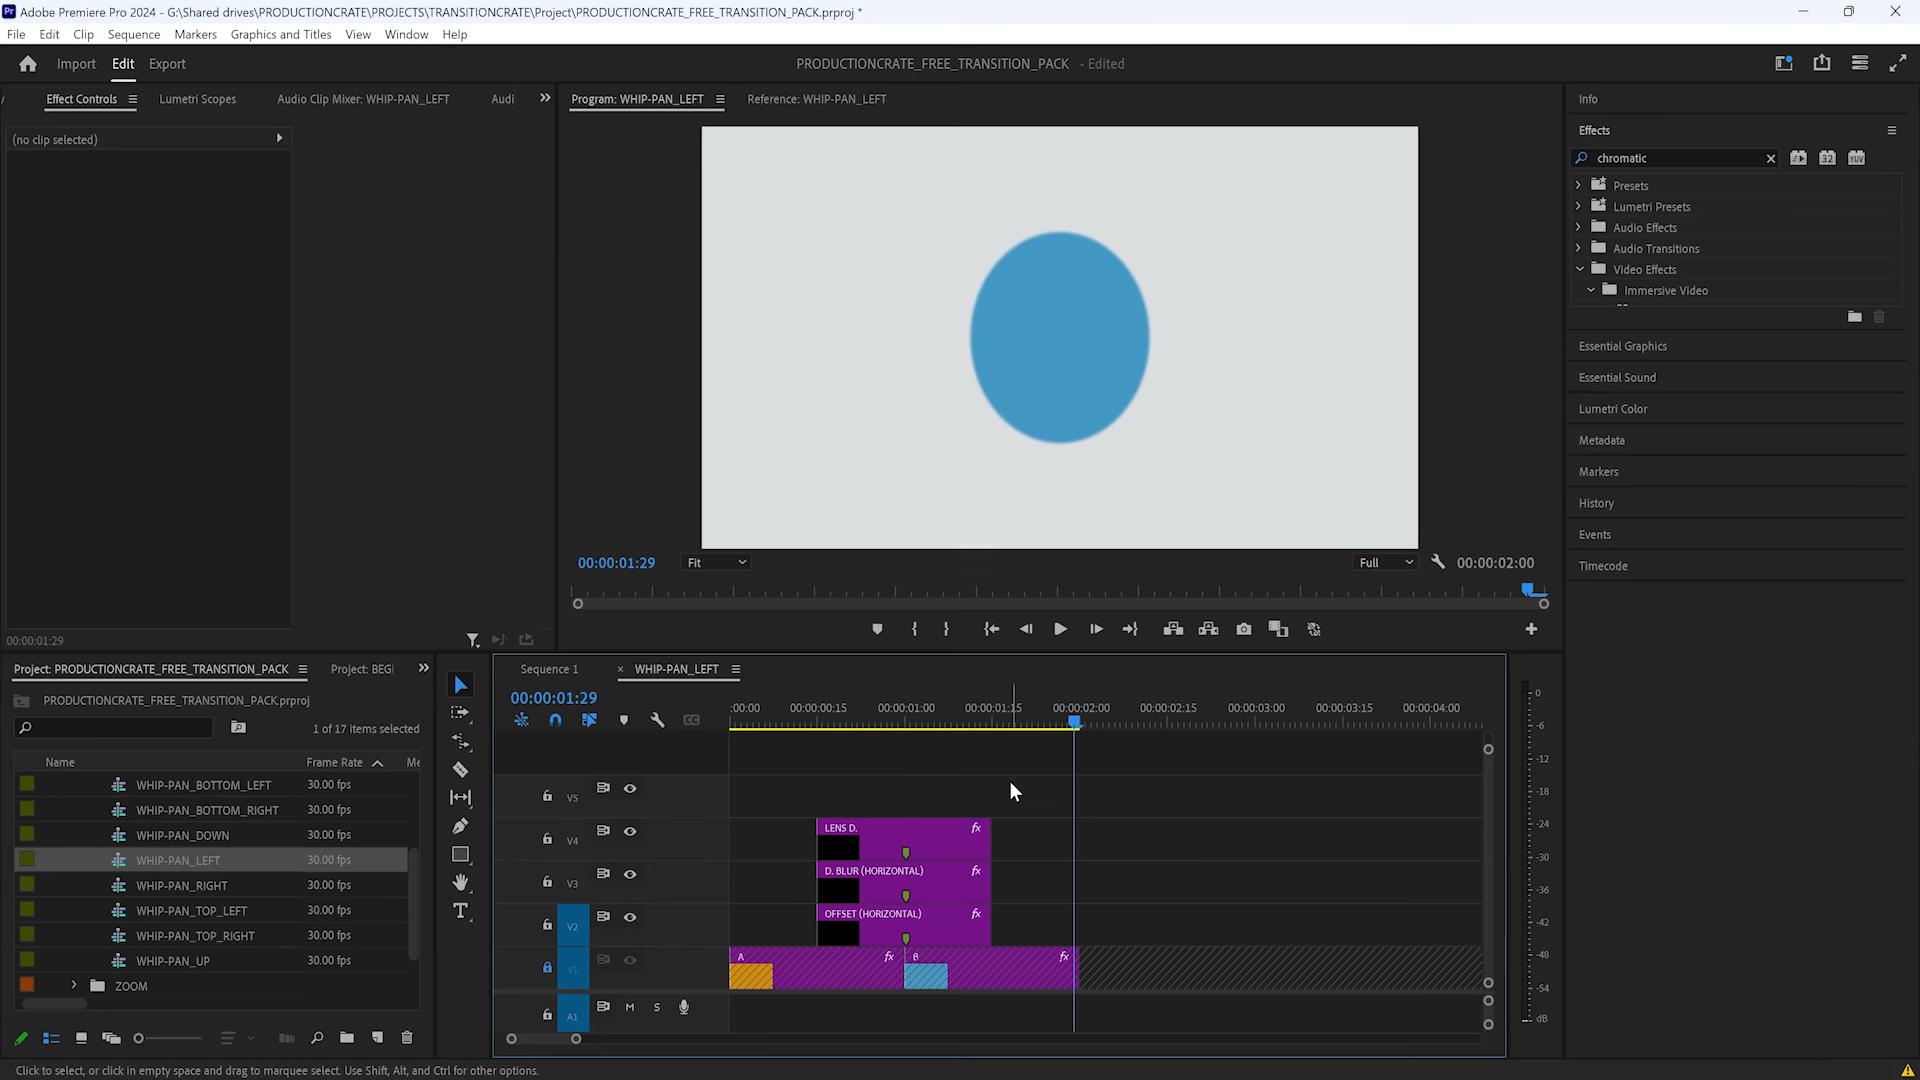 Adobe Premiere Pro 2024 - G:\Shared drives\PRODUCTIONCRATE\PROJECTS\TRANSITIONCRATE\Project\PRODUCTIONCRATE_FREE_TRANSITION_PACK.prproj *
File Edit Clip Sequence Markers Graphics and Titles View Window Help
Import Edit Export PRODUCTIONCRATE_FREE_TRANSITION_PACK - Edited
Effect Controls Lumetri Scopes Audio Clip Mixer: WHIP-PAN_LEFT Audi
(no clip selected)
00:00:01:29
Program: WHIP-PAN_LEFT Reference: WHIP-PAN_LEFT
00:00:01:29 Fit Full 00:00:02:00
Info
Effects
chromatic 32 YUV
Presets
Lumetri Presets
Audio Effects
Audio Transitions
Video Effects
Immersive Video
Essential Graphics
Essential Sound
Lumetri Color
Metadata
Markers
History
Events
Timecode
Project: PRODUCTIONCRATE_FREE_TRANSITION_PACK Project: BEGI
PRODUCTIONCRATE_FREE_TRANSITION_PACK.prproj
1 of 17 items selected
Name Frame Rate Me
WHIP-PAN_BOTTOM_LEFT 30.00 fps
WHIP-PAN_BOTTOM_RIGHT 30.00 fps
WHIP-PAN_DOWN 30.00 fps
WHIP-PAN_LEFT 30.00 fps
WHIP-PAN_RIGHT 30.00 fps
WHIP-PAN_TOP_LEFT 30.00 fps
WHIP-PAN_TOP_RIGHT 30.00 fps
WHIP-PAN_UP 30.00 fps
ZOOM
Sequence 1 × WHIP-PAN_LEFT
00:00:01:29
:00:00 00:00:00:15 00:00:01:00 00:00:01:15 00:00:02:00 00:00:02:15 00:00:03:00 00:00:03:15 00:00:04:00
CC
V5
V4 LENS D. fx
V3 D. BLUR (HORIZONTAL) fx
V2 OFFSET (HORIZONTAL) fx
V1 A fx B fx
A1 M S
0
-6
-12
-18
-24
-30
-36
-42
-48
-54
dB
Click to select, or click in empty space and drag to marquee select. Use Shift, Alt, and Ctrl for other options.